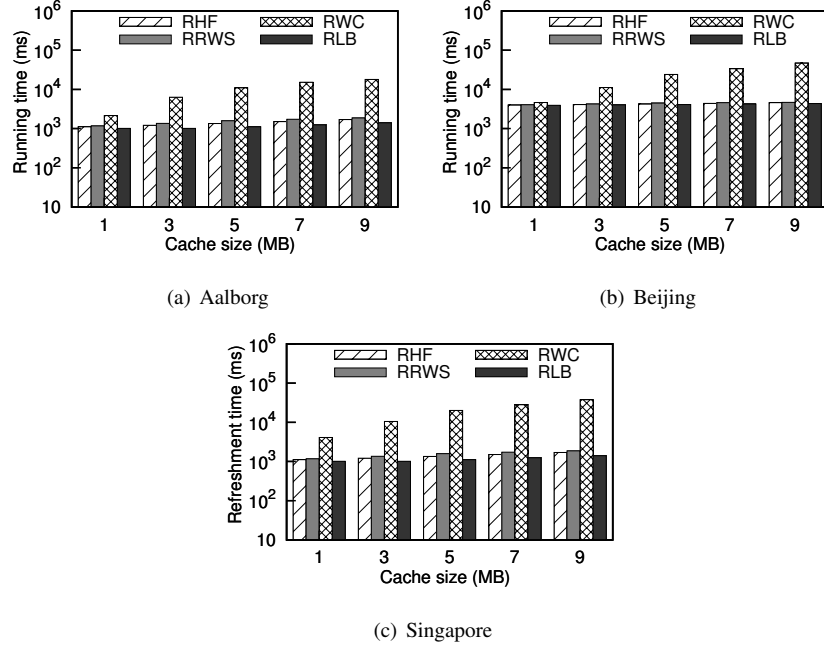 10^6
10^5
10^4
10^3
10^2
10
Running time (ms)
RHF
RRWS
RWC
RLB
1 3 5 7 9
Cache size (MB)
(a) Aalborg
10^6
10^5
10^4
10^3
10^2
10
Running time (ms)
RHF
RRWS
RWC
RLB
1 3 5 7 9
Cache size (MB)
(b) Beijing
10^6
10^5
10^4
10^3
10^2
10
Refreshment time (ms)
RHF
RRWS
RWC
RLB
1 3 5 7 9
Cache size (MB)
(c) Singapore